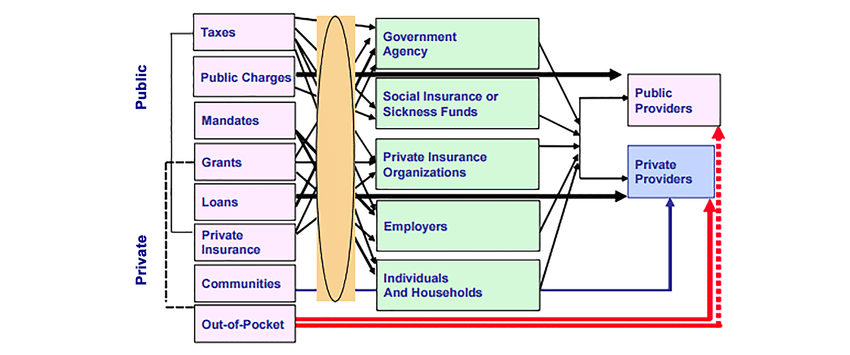 Public
Private
Taxes
Public Charges
Mandates
Grants
Loans
Private
Insurance
Communities
Out-of-Pocket
Government
Agency
Social Insurance or
Sickness Funds
Private Insurance
Organizations
Employers
Individuals
And Households
Public
Providers
Private
Providers